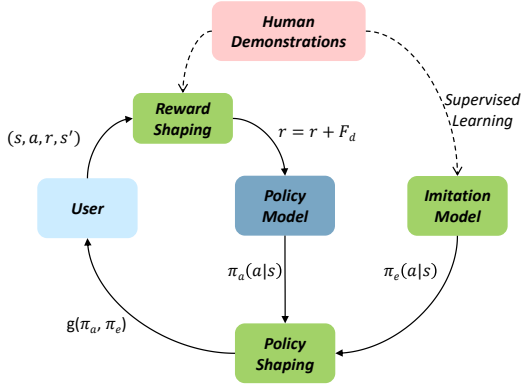 Human
Demonstrations
Reward
Shaping
Supervised
Learning
(s, a, r, s′)
r = r + F_d
User
Policy
Model
Imitation
Model
π_a(a|s)
π_e(a|s)
g(π_a, π_e)
Policy
Shaping